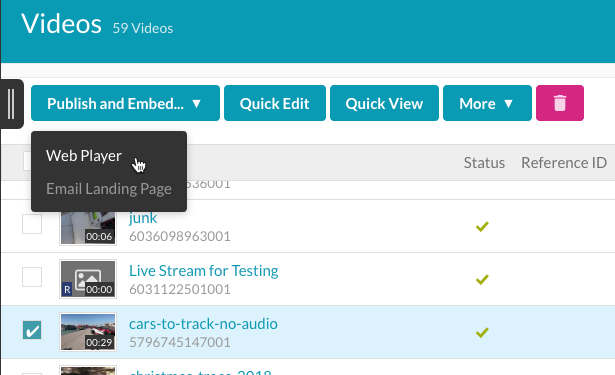 Videos 59 Videos
Publish and Embed... ▼ Quick Edit Quick View More ▼
Web Player
Email Landing Page
Status Reference ID
636001
junk
6036098963001
00:06
Live Stream for Testing
6031122501001
R 00:00
cars-to-track-no-audio
5796745147001
00:29